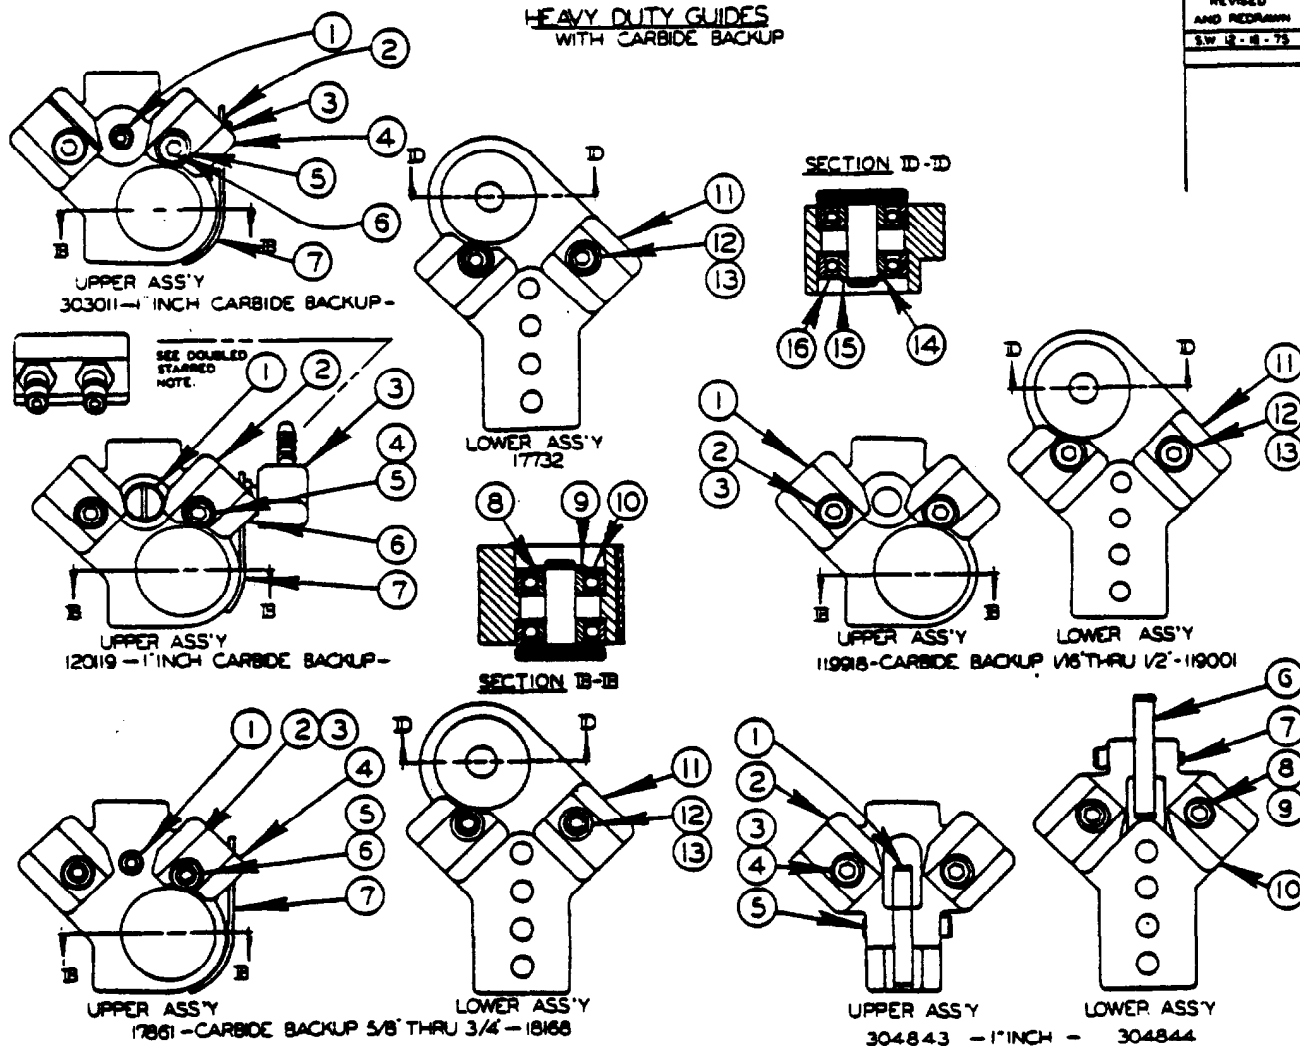 HEAVY DUTY GUIDES
WITH CARBIDE BACKUP
REVISED
AND REDRAWN
S.W. 12-18-75
1
2
3
4
5
6
7
B
B
UPPER ASS'Y
303011-1" INCH CARBIDE BACKUP-
D
D
11
12
13
LOWER ASS'Y
17732
SECTION D-D
16
15
14
SEE DOUBLED
STARRED
NOTE.
1
2
3
4
5
6
7
B
B
UPPER ASS'Y
120119-1" INCH CARBIDE BACKUP-
8
9
10
SECTION B-B
1
2
3
B
B
UPPER ASS'Y
D
D
11
12
13
LOWER ASS'Y
119918-CARBIDE BACKUP 1/16" THRU 1/2"-119001
1
2
3
4
5
6
7
B
B
UPPER ASS'Y
D
D
11
12
13
LOWER ASS'Y
17861-CARBIDE BACKUP 5/8" THRU 3/4"-18168
1
2
3
4
5
UPPER ASS'Y
6
7
8
9
10
LOWER ASS'Y
304843 -1" INCH- 304844